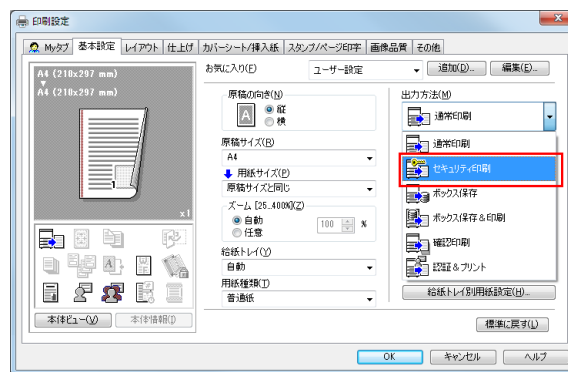 印刷設定
Myタブ 基本設定 レイアウト 仕上げ カバーシート/挿入紙 スタンプ/ページ印字 画像品質 その他
A4 (210x297 mm)
A4 (210x297 mm)
1
x1
お気に入り(F) ユーザー設定 追加(D)... 編集(E)...
原稿の向き(N)
A
縦
横
原稿サイズ(R)
A4
用紙サイズ(P)
原稿サイズと同じ
ズーム [25..400%](Z)
自動
任意
100 %
給紙トレイ(Y)
自動
用紙種類(T)
普通紙
出力方法(M)
通常印刷
通常印刷
セキュリティ印刷
ボックス保存
ボックス保存&印刷
確認印刷
認証&プリント
給紙トレイ別用紙設定(H)...
本体ビュー(V) 本体情報(I)
標準に戻す(L)
OK キャンセル ヘルプ